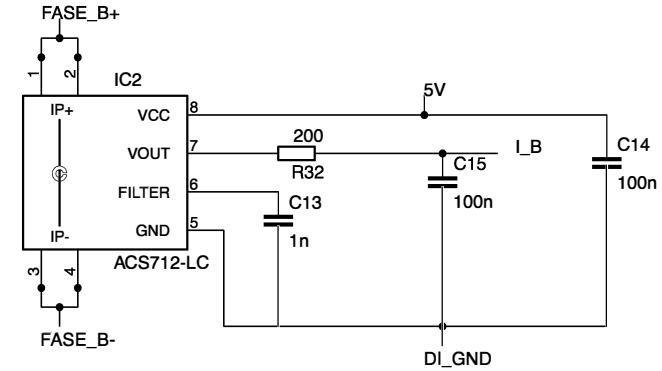 FASE_B+
1
2
IC2
5V
IP+
VCC
8
VOUT
7
200
R32
I_B
C14
100n
C15
100n
FILTER
6
C13
1n
GND
5
IP-
3
4
ACS712-LC
FASE_B-
DI_GND